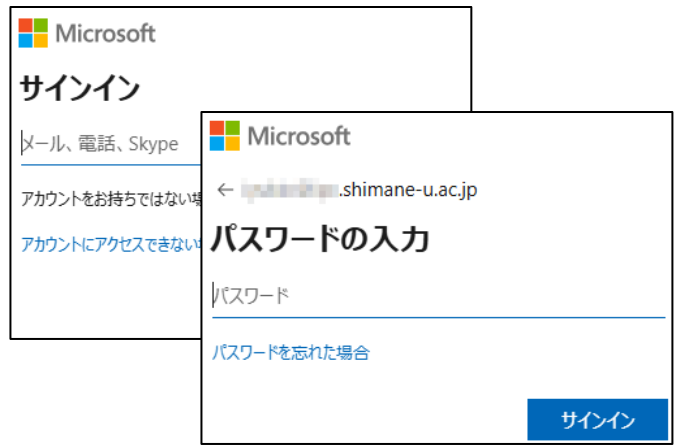 Microsoft
サインイン
メール、電話、Skype
アカウントをお持ちではない
アカウントにアクセスできない
Microsoft
← .shimane-u.ac.jp
パスワードの入力
パスワード
パスワードを忘れた場合
サインイン